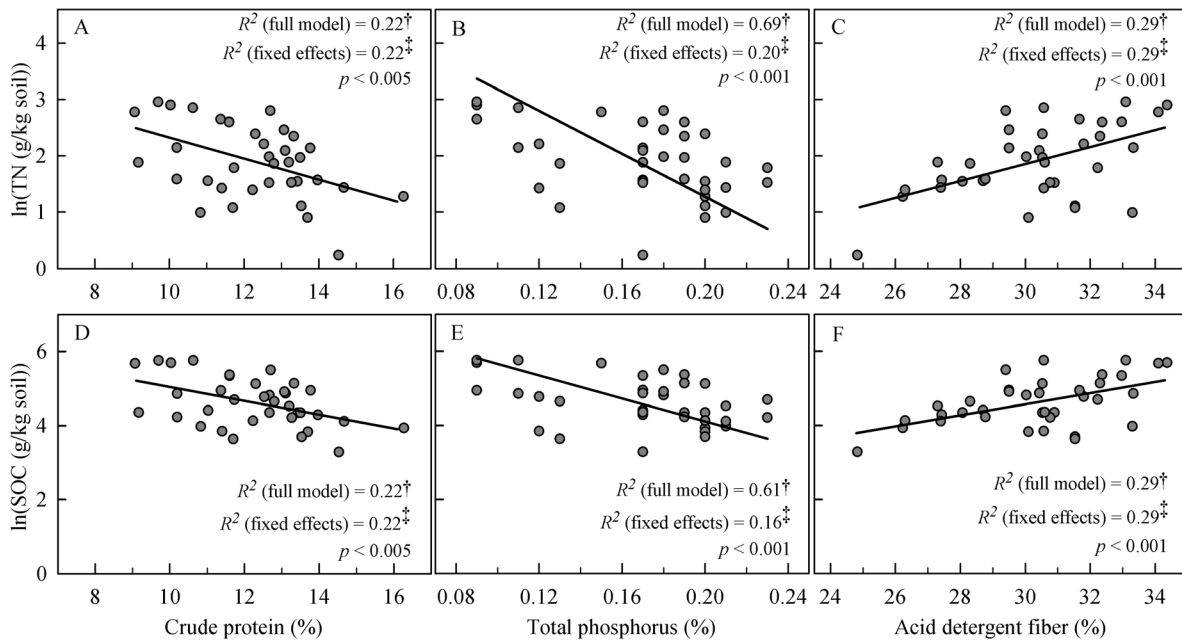 A
R² (full model) = 0.22†
R² (fixed effects) = 0.22‡
p < 0.005
B
R² (full model) = 0.69†
R² (fixed effects) = 0.20‡
p < 0.001
C
R² (full model) = 0.29†
R² (fixed effects) = 0.29‡
p < 0.001
ln(TN (g/kg soil))
4
3
2
1
0
8 10 12 14 16
0.08 0.12 0.16 0.20 0.24
24 26 28 30 32 34
D
R² (full model) = 0.22†
R² (fixed effects) = 0.22‡
p < 0.005
E
R² (full model) = 0.61†
R² (fixed effects) = 0.16‡
p < 0.001
F
R² (full model) = 0.29†
R² (fixed effects) = 0.29‡
p < 0.001
ln(SOC (g/kg soil))
6
4
2
0
8 10 12 14 16
0.08 0.12 0.16 0.20 0.24
24 26 28 30 32 34
Crude protein (%)
Total phosphorus (%)
Acid detergent fiber (%)